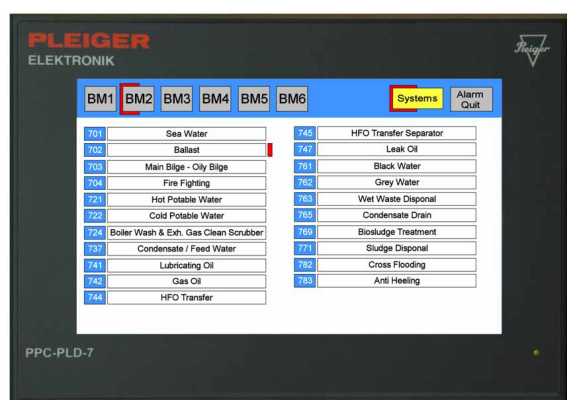 PLEIGER
ELEKTRONIK
Pleiger
BM1 BM2 BM3 BM4 BM5 BM6 Systems Alarm Quit
701 Sea Water
702 Ballast
703 Main Bilge - Oily Bilge
704 Fire Fighting
721 Hot Potable Water
722 Cold Potable Water
724 Boiler Wash & Exh. Gas Clean Scrubber
737 Condensate / Feed Water
741 Lubricating Oil
742 Gas Oil
744 HFO Transfer
745 HFO Transfer Separator
747 Leak Oil
761 Black Water
762 Grey Water
763 Wet Waste Disponal
765 Condensate Drain
769 Biosludge Treatment
771 Sludge Disponal
782 Cross Flooding
783 Anti Heeling
PPC-PLD-7